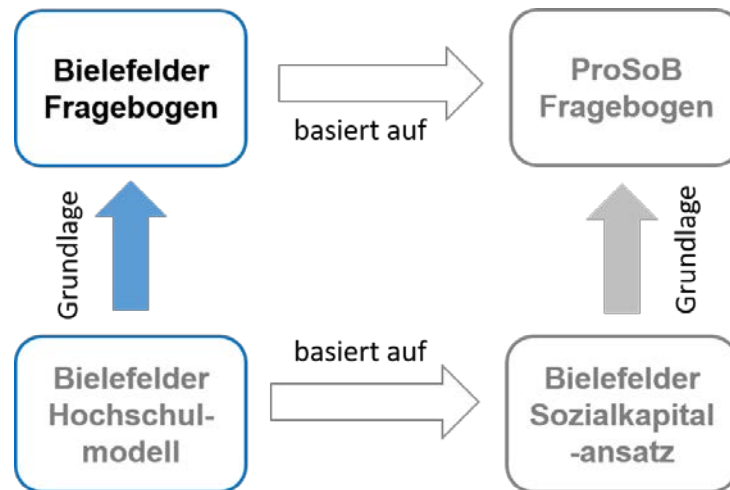 Bielefelder
Fragebogen
basiert auf
ProSoB
Fragebogen
Grundlage
Grundlage
Bielefelder
Hochschul-
modell
basiert auf
Bielefelder
Sozialkapital
-ansatz